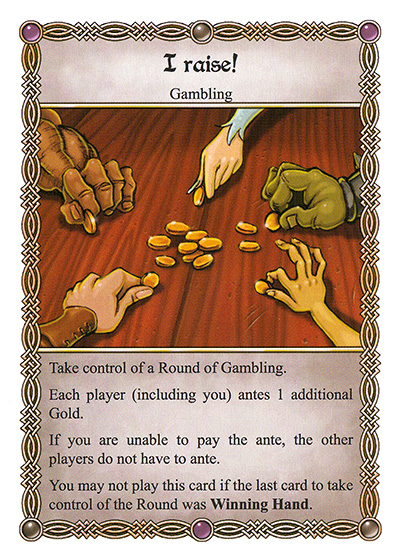 I raise!
Gambling
Take control of a Round of Gambling.
Each player (including you) antes 1 additional
Gold.
If you are unable to pay the ante, the other
players do not have to ante.
You may not play this card if the last card to take
control of the Round was Winning Hand.